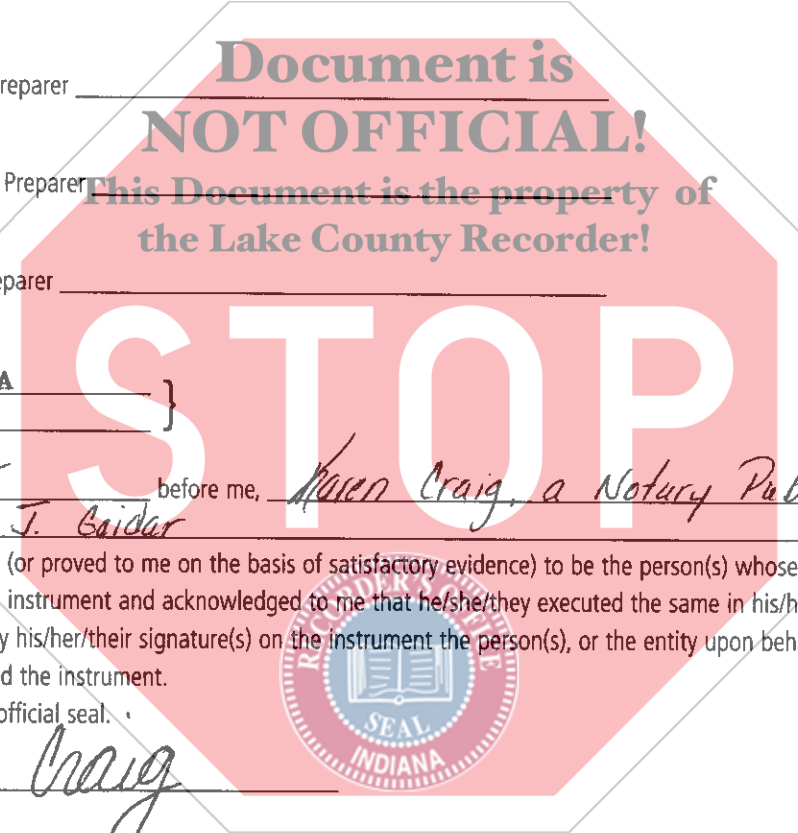 Document is
reparer
NOT OFFICIAL!
Preparer
This Document is the property of
the Lake County Recorder!
eparer
STOP
A
}
before me, Karen Craig, a Notary Pub
J. Gaidar
(or proved to me on the basis of satisfactory evidence) to be the person(s) whose
instrument and acknowledged to me that he/she/they executed the same in his/h
y his/her/their signature(s) on the instrument the person(s), or the entity upon beh
d the instrument.
official seal.
Craig
RECORDER'S OFFICE
SEAL
INDIANA